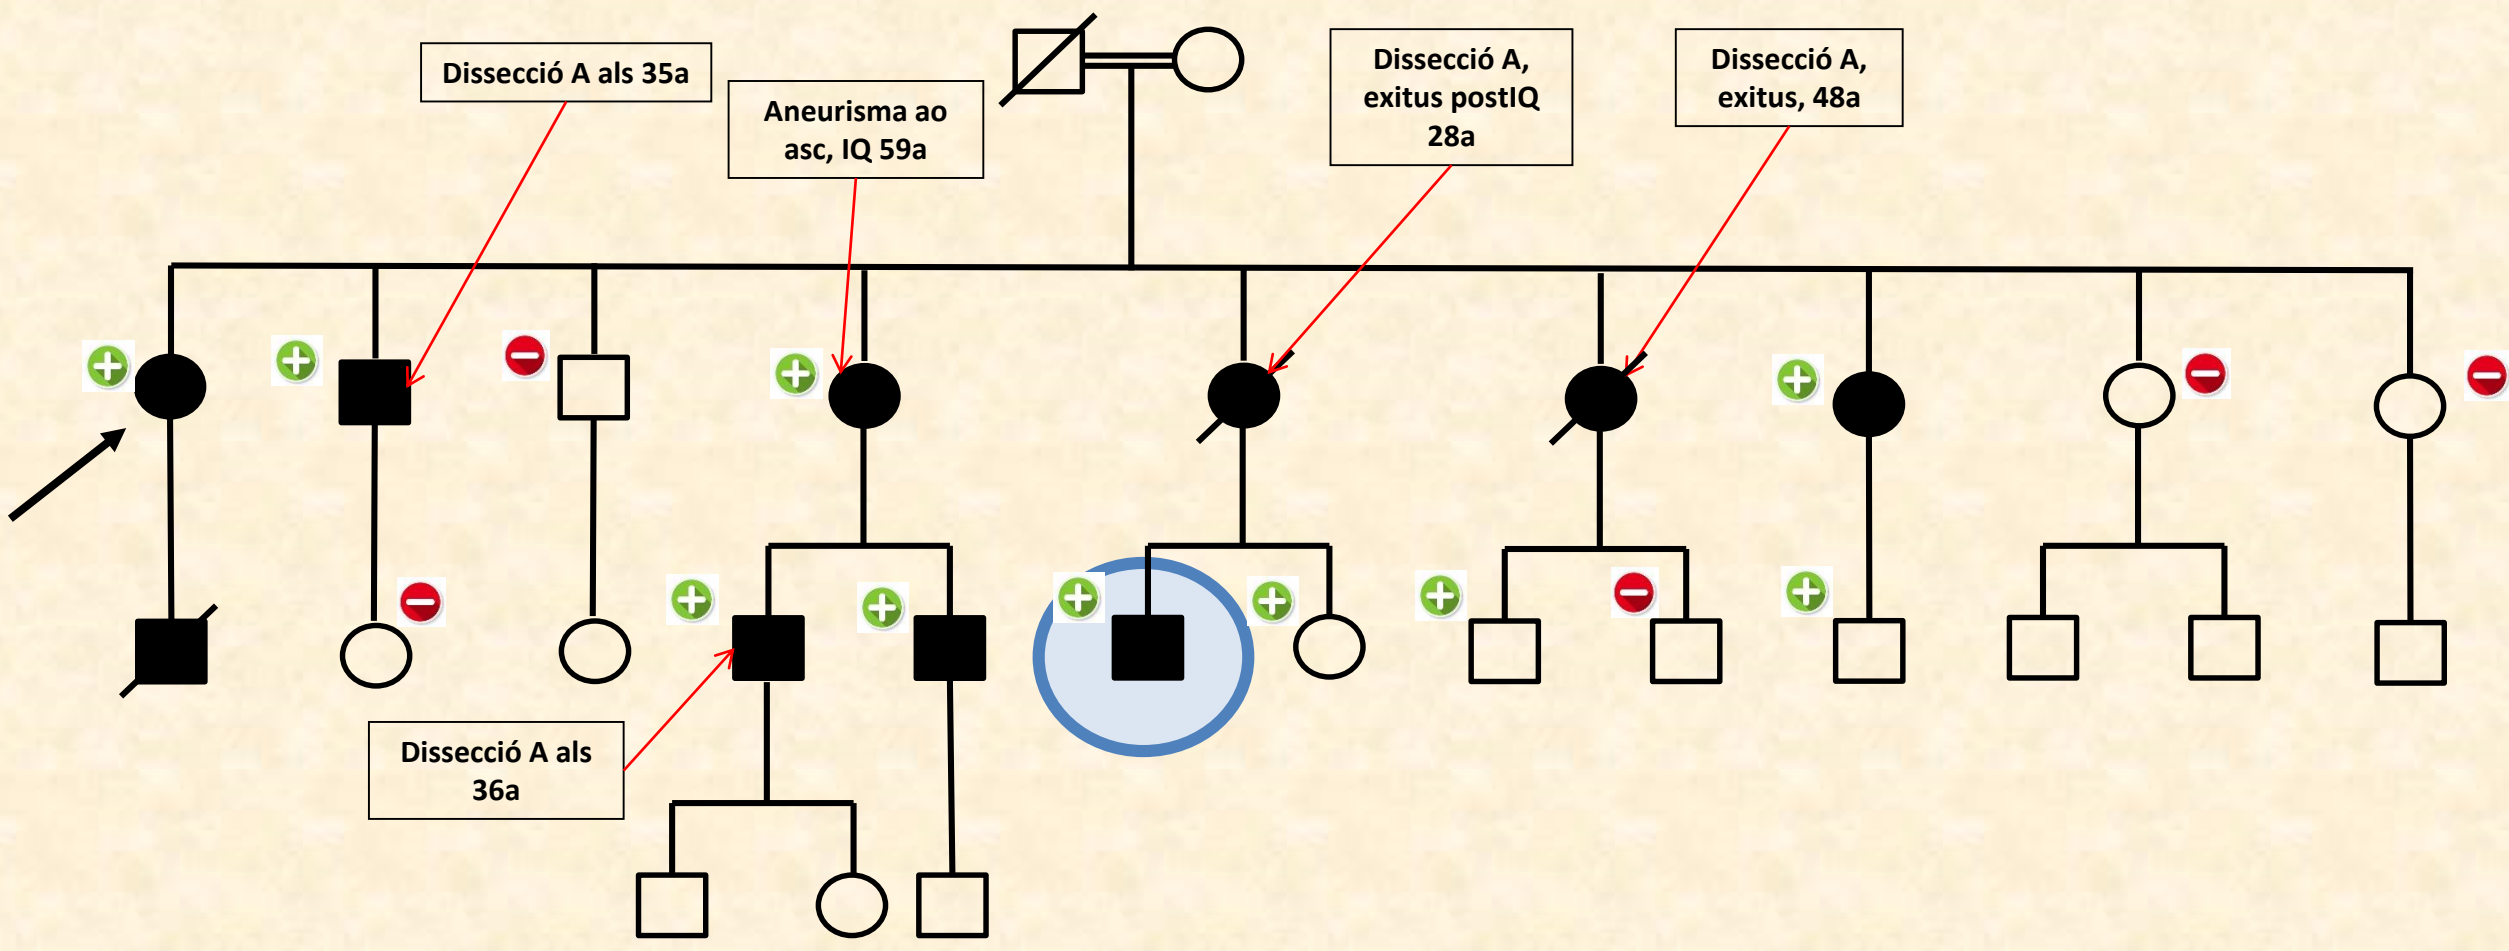 Dissecció A als 35a
Aneurisma ao
asc, IQ 59a
Dissecció A,
exitus postIQ
28a
Dissecció A,
exitus, 48a
Dissecció A als
36a